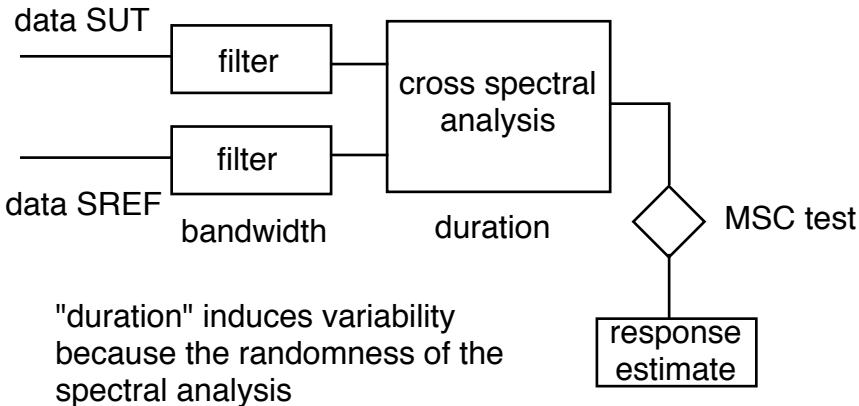 data SUT
filter
cross spectral
analysis
filter
data SREF
bandwidth
duration
MSC test
"duration" induces variability
because the randomness of the
spectral analysis
response
estimate